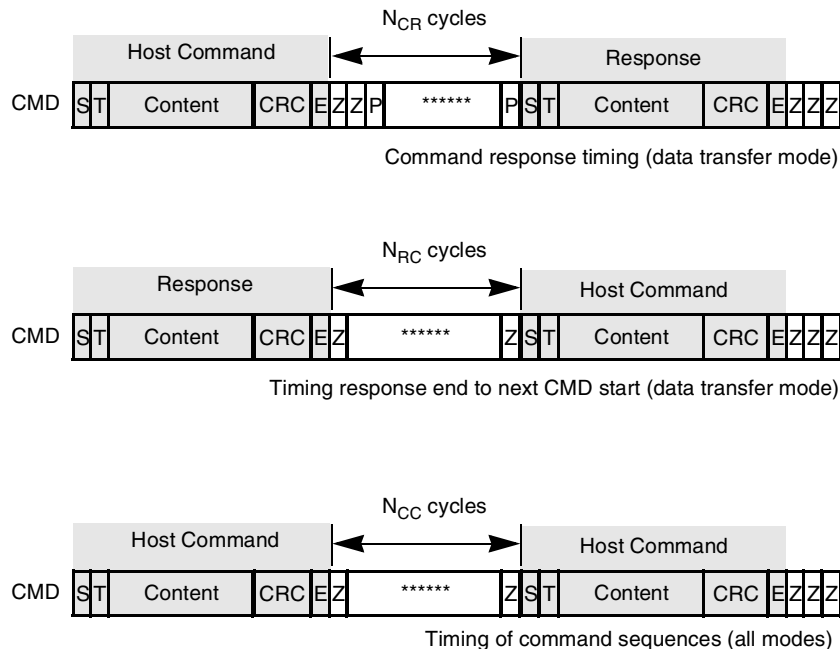 N_CR cycles
Host Command Response
CMD S T Content CRC E Z Z P ****** P S T Content CRC E Z Z Z
Command response timing (data transfer mode)
N_RC cycles
Response Host Command
CMD S T Content CRC E Z ****** Z S T Content CRC E Z Z Z
Timing response end to next CMD start (data transfer mode)
N_CC cycles
Host Command Host Command
CMD S T Content CRC E Z ****** Z S T Content CRC E Z Z Z
Timing of command sequences (all modes)